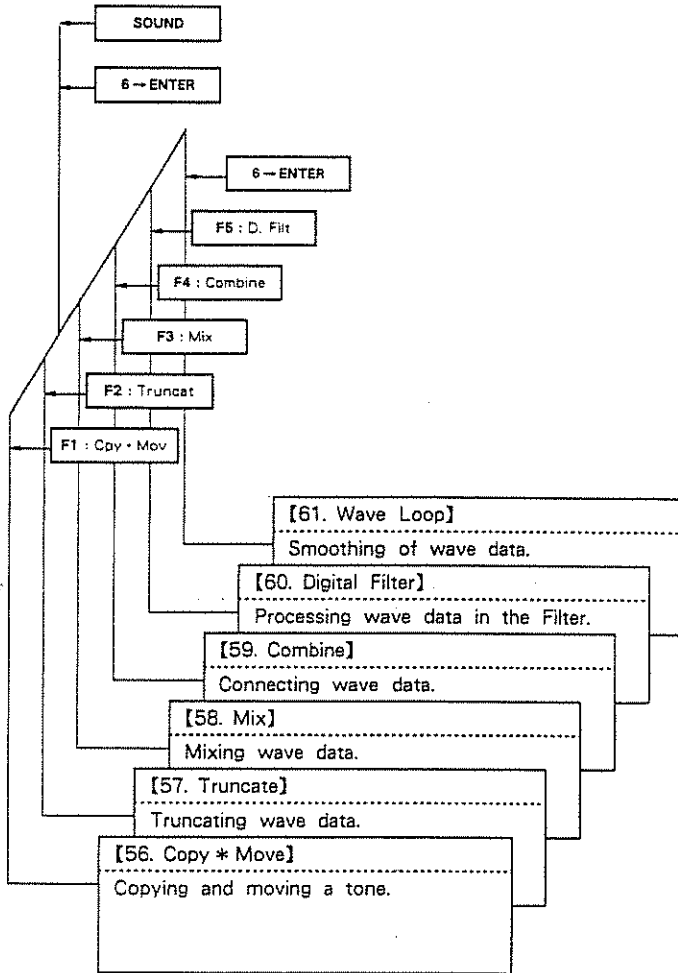 SOUND
6→ENTER
6→ENTER
F5 : D. Filt
F4 : Combine
F3 : Mix
F2 : Truncat
F1 : Cpy * Mov
【61. Wave Loop】
Smoothing of wave data.
【60. Digital Filter】
Processing wave data in the Filter.
【59. Combine】
Connecting wave data.
【58. Mix】
Mixing wave data.
【57. Truncate】
Truncating wave data.
【56. Copy * Move】
Copying and moving a tone.